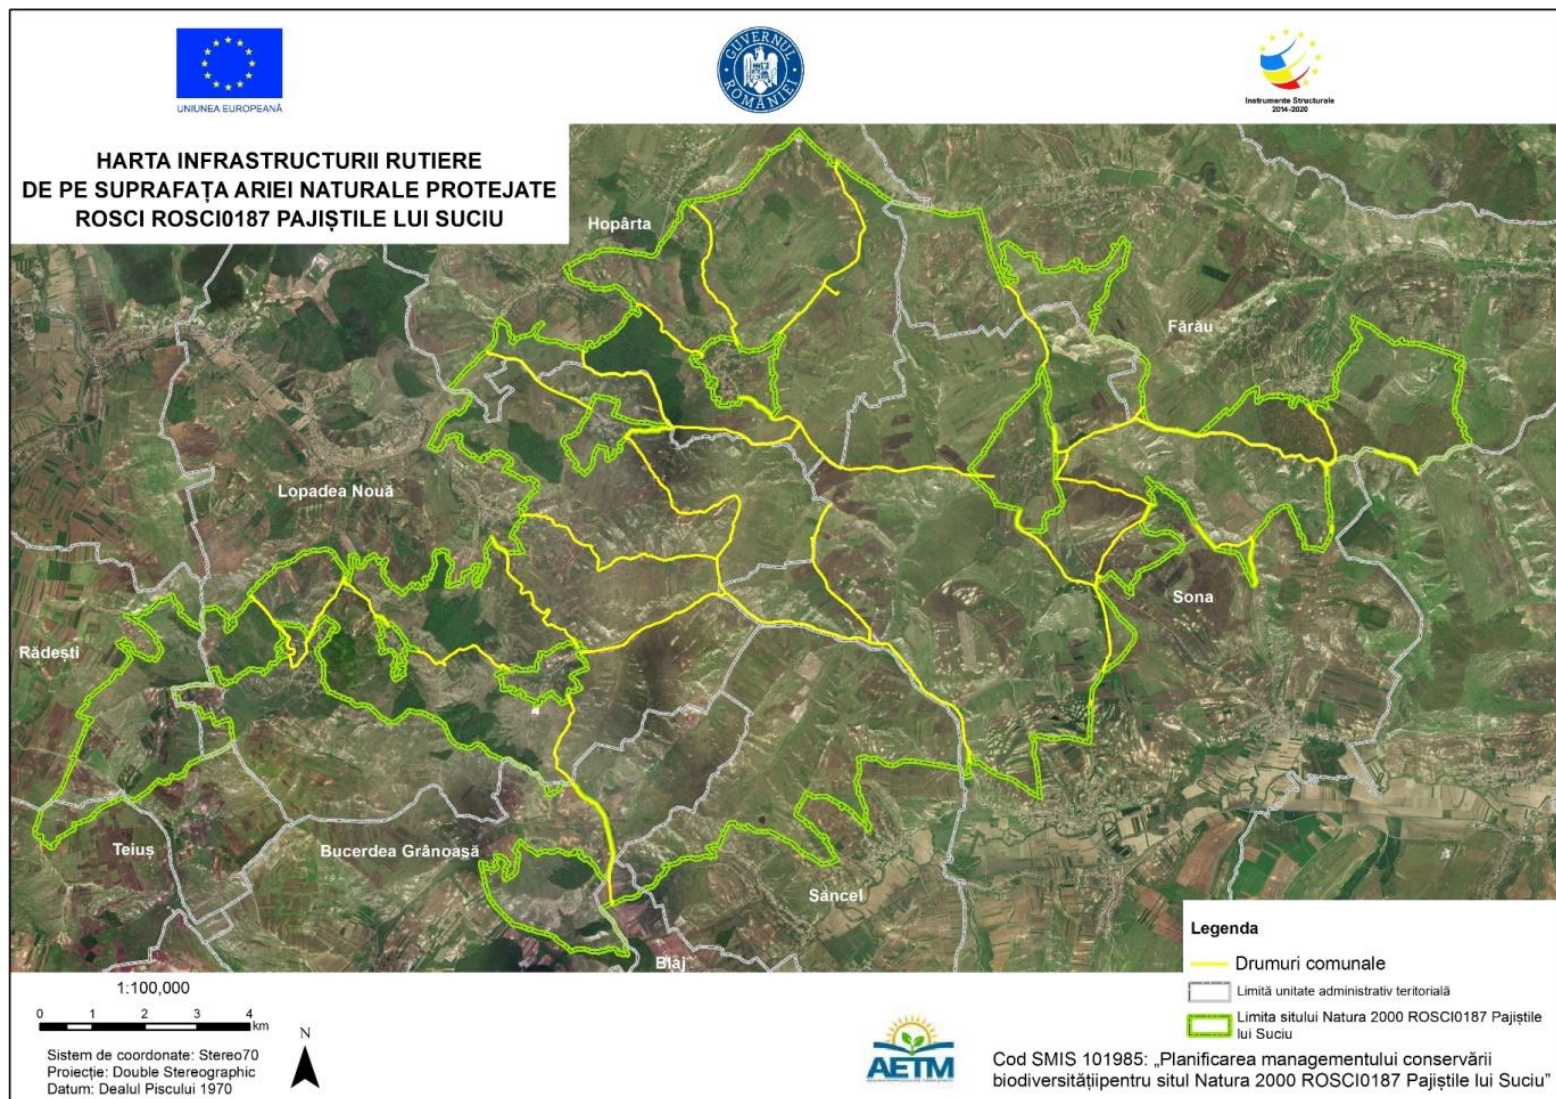 UNIUNEA EUROPEANĂ
GUVERNUL ROMÂNIEI
Instrumente Structurale
2014-2020
HARTA INFRASTRUCTURII RUTIERE
DE PE SUPRAFAȚA ARIEI NATURALE PROTEJATE
ROSCI ROSCI0187 PAJIȘTILE LUI SUCIU
Hopârta
Fărău
Lopadea Nouă
Sona
Rădești
Teiuș
Bucerdea Grânoașă
Sâncel
Blaj
Legenda
Drumuri comunale
Limită unitate administrativ teritorială
Limita sitului Natura 2000 ROSCI0187 Pajiștile
lui Suciu
1:100,000
0 1 2 3 4
km
N
Sistem de coordonate: Stereo70
Proiecție: Double Stereographic
Datum: Dealul Piscului 1970
AETM
Cod SMIS 101985: „Planificarea managementului conservării
biodiversitățiipentru situl Natura 2000 ROSCI0187 Pajiștile lui Suciu”